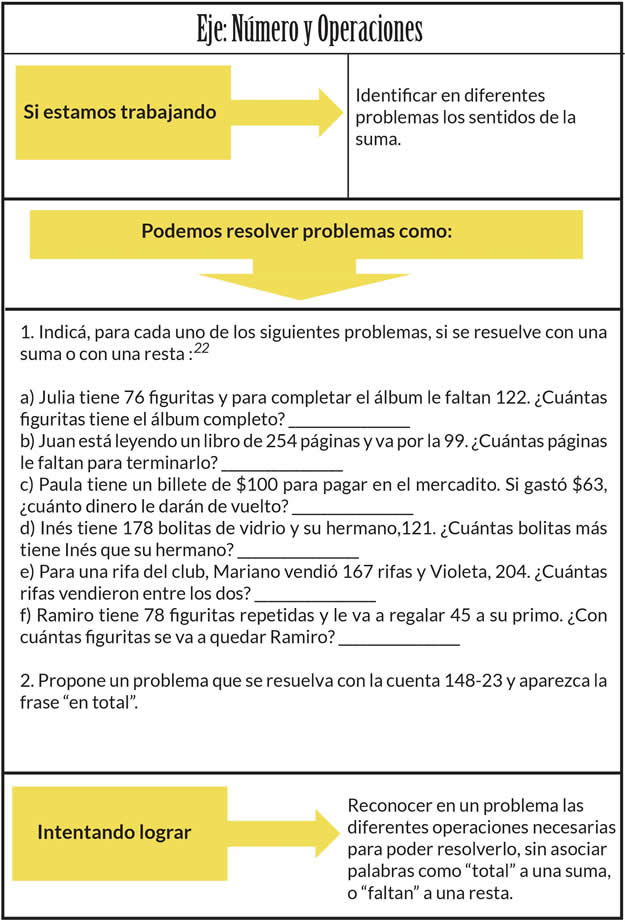 Eje: Número y Operaciones
Si estamos trabajando
Identificar en diferentes
problemas los sentidos de la
suma.
Podemos resolver problemas como:
1. Indicá, para cada uno de los siguientes problemas, si se resuelve con una
suma o con una resta :22
a) Julia tiene 76 figuritas y para completar el álbum le faltan 122. ¿Cuántas
figuritas tiene el álbum completo? _______________
b) Juan está leyendo un libro de 254 páginas y va por la 99. ¿Cuántas páginas
le faltan para terminarlo? _______________
c) Paula tiene un billete de $100 para pagar en el mercadito. Si gastó $63,
¿cuánto dinero le darán de vuelto? _______________
d) Inés tiene 178 bolitas de vidrio y su hermano,121. ¿Cuántas bolitas más
tiene Inés que su hermano? _______________
e) Para una rifa del club, Mariano vendió 167 rifas y Violeta, 204. ¿Cuántas
rifas vendieron entre los dos? _______________
f) Ramiro tiene 78 figuritas repetidas y le va a regalar 45 a su primo. ¿Con
cuántas figuritas se va a quedar Ramiro? _______________
2. Propone un problema que se resuelva con la cuenta 148-23 y aparezca la
frase “en total”.
Intentando lograr
Reconocer en un problema las
diferentes operaciones necesarias
para poder resolverlo, sin asociar
palabras como “total” a una suma,
o “faltan” a una resta.